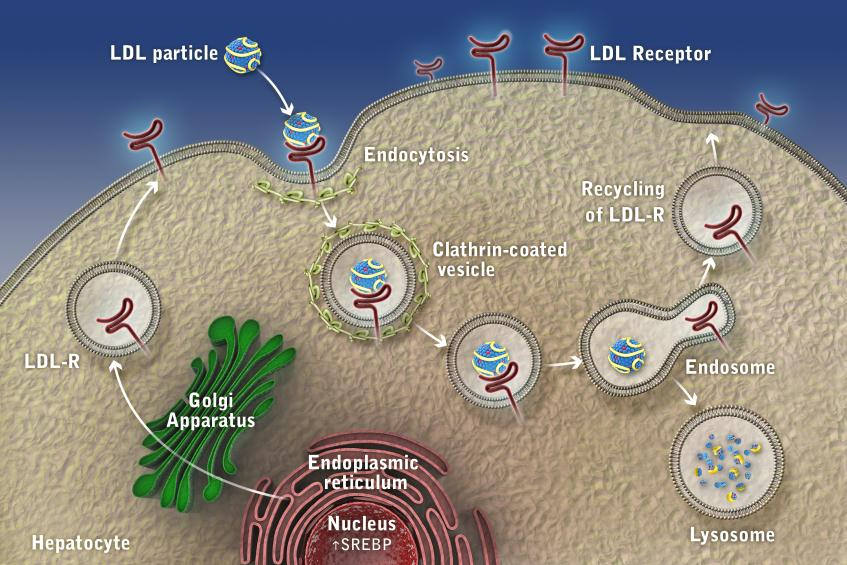 LDL particle
LDL Receptor
Endocytosis
Recycling
of LDL-R
Clathrin-coated
vesicle
LDL-R
Endosome
Golgi
Apparatus
Endoplasmic
reticulum
Nucleus
↑SREBP
Lysosome
Hepatocyte